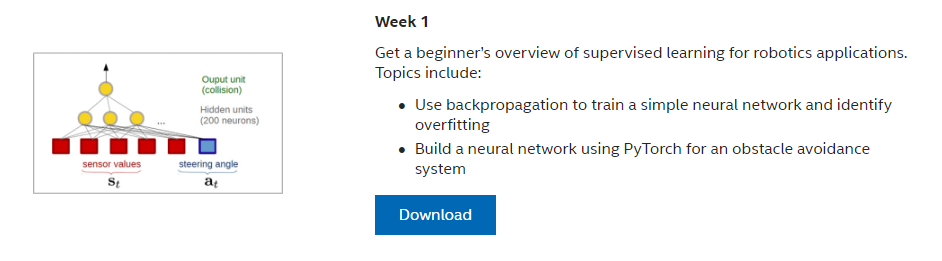 Week 1
Get a beginner's overview of supervised learning for robotics applications.
Topics include:
• Use backpropagation to train a simple neural network and identify
overfitting
• Build a neural network using PyTorch for an obstacle avoidance
system
Download
Ouput unit
(collision)
Hidden units
(200 neurons)
...
sensor values
steering angle
sₜ
aₜ